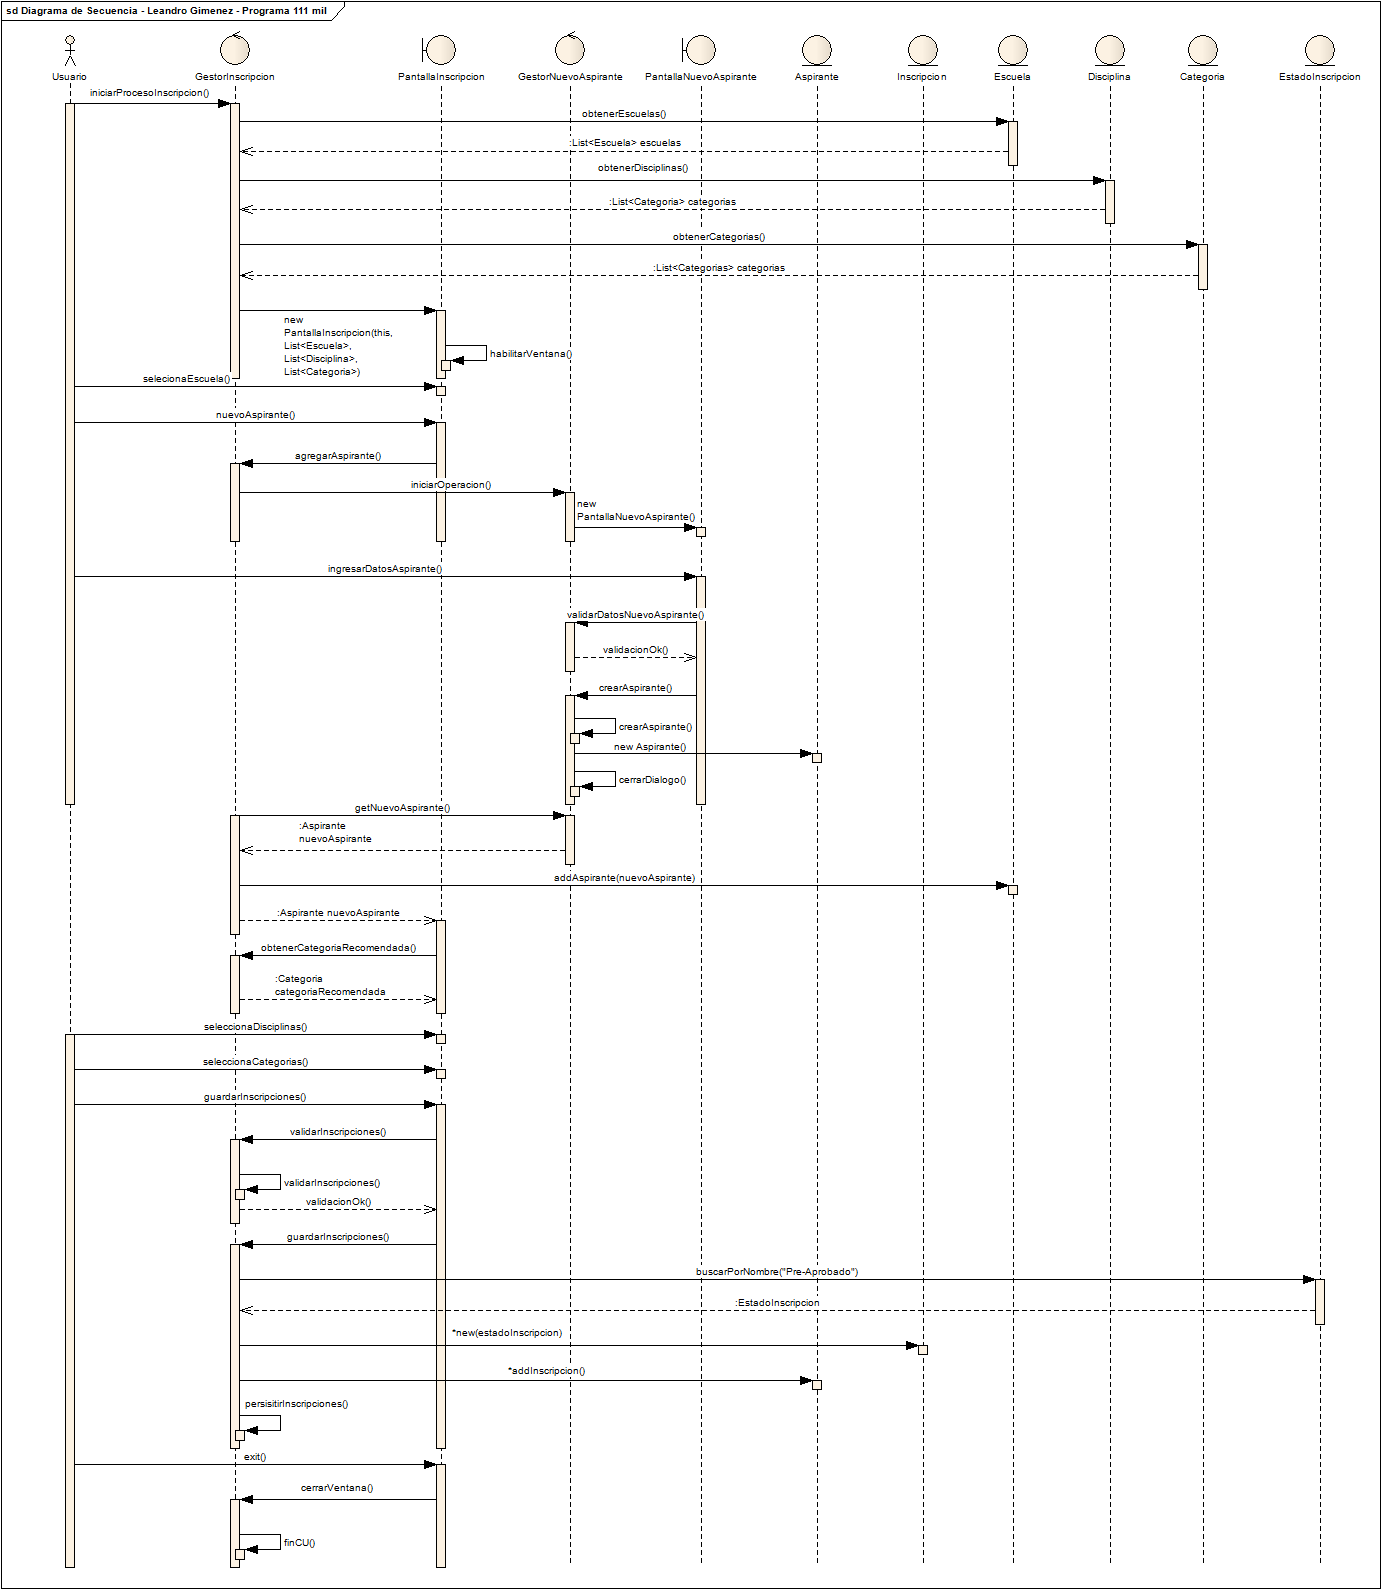 sd Diagrama de Secuencia - Leandro Gimenez - Programa 111 mil
Usuario
GestorInscripcion
PantallaInscripcion
GestorNuevoAspirante
PantallaNuevoAspirante
Aspirante
Inscripcion
Escuela
Disciplina
Categoria
EstadoInscripcion
iniciarProcesoInscripcion()
obtenerEscuelas()
:List<Escuela> escuelas
obtenerDisciplinas()
:List<Categoria> categorias
obtenerCategorias()
:List<Categorias> categorias
new
PantallaInscripcion(this,
List<Escuela>,
List<Disciplina>,
List<Categoria>)
habilitarVentana()
selecionaEscuela()
nuevoAspirante()
agregarAspirante()
iniciarOperacion()
new
PantallaNuevoAspirante()
ingresarDatosAspirante()
validarDatosNuevoAspirante()
validacionOk()
crearAspirante()
crearAspirante()
new Aspirante()
cerrarDialogo()
getNuevoAspirante()
:Aspirante
nuevoAspirante
addAspirante(nuevoAspirante)
:Aspirante nuevoAspirante
obtenerCategoriaRecomendada()
:Categoria
categoriaRecomendada
seleccionaDisciplinas()
seleccionaCategorias()
guardarInscripciones()
validarInscripciones()
validarInscripciones()
validacionOk()
guardarInscripciones()
buscarPorNombre("Pre-Aprobado")
:EstadoInscripcion
*new(estadoInscripcion)
*addInscripcion()
persisitirInscripciones()
exit()
cerrarVentana()
finCU()